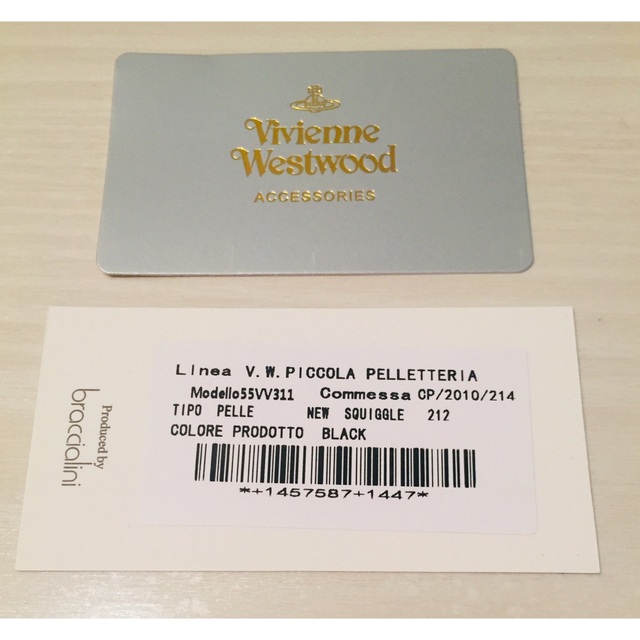 Vivienne
Westwood
ACCESSORIES
Linea V.W.PICCOLA PELLETTERIA
Modello55VV311 Commessa CP/2010/214
TIPO PELLE NEW SQUIGGLE 212
COLORE PRODOTTO BLACK
*+1457587+1447*
Produced by
braccialini